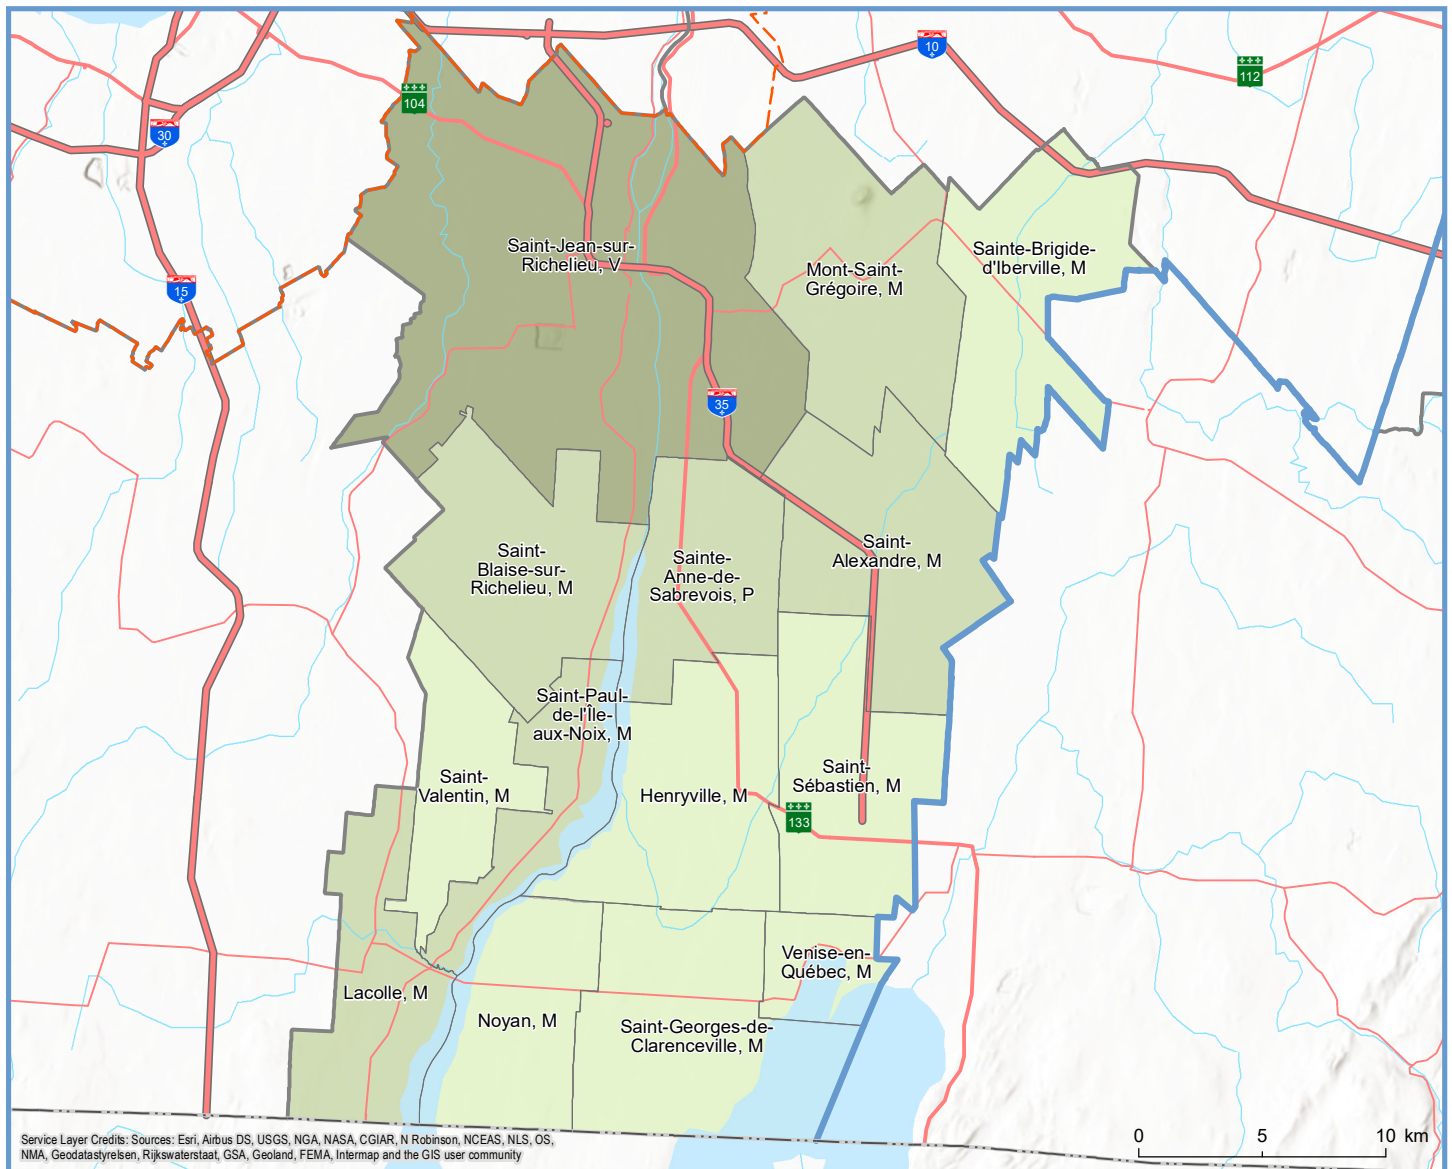 10
112
104
30
Saint-Jean-sur-
Richelieu, V
Sainte-Brigide-
d'Iberville, M
Mont-Saint-
Grégoire, M
15
35
Saint-
Blaise-sur-
Richelieu, M
Sainte-
Anne-de-
Sabrevois, P
Saint-
Alexandre, M
Saint-Paul-
de-l'Île-
aux-Noix, M
Saint-
Valentin, M
Henryville, M
Saint-
Sébastien, M
133
Venise-en-
Québec, M
Lacolle, M
Noyan, M
Saint-Georges-de-
Clarenceville, M
Service Layer Credits: Sources: Esri, Airbus DS, USGS, NGA, NASA, CGIAR, N Robinson, NCEAS, NLS, OS,
NMA, Geodatastyrelsen, Rijkswaterstaat, GSA, Geoland, FEMA, Intermap and the GIS user community
0 5 10 km